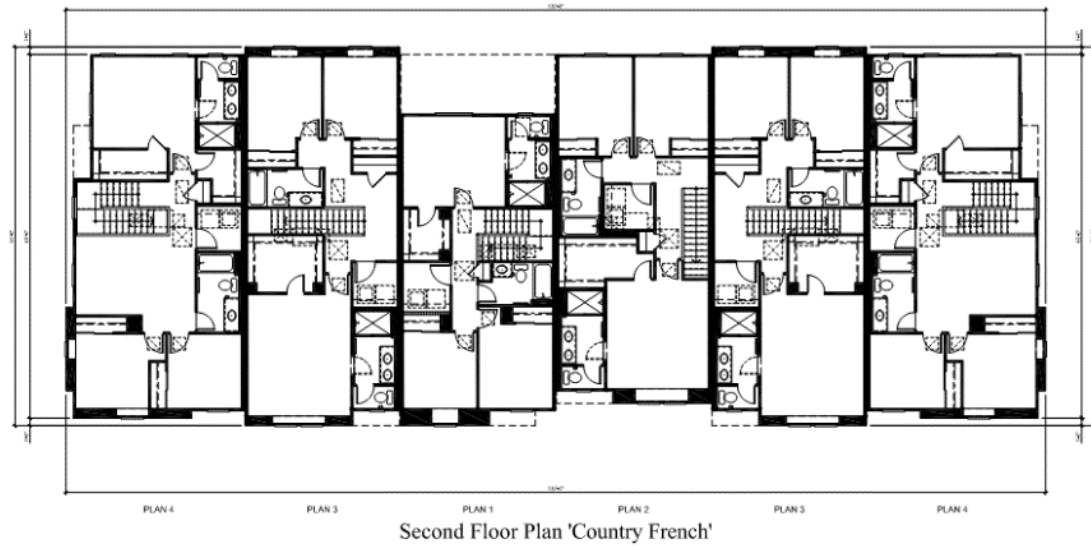 PLAN 4
PLAN 3
PLAN 1
PLAN 2
PLAN 3
PLAN 4
Second Floor Plan 'Country French'